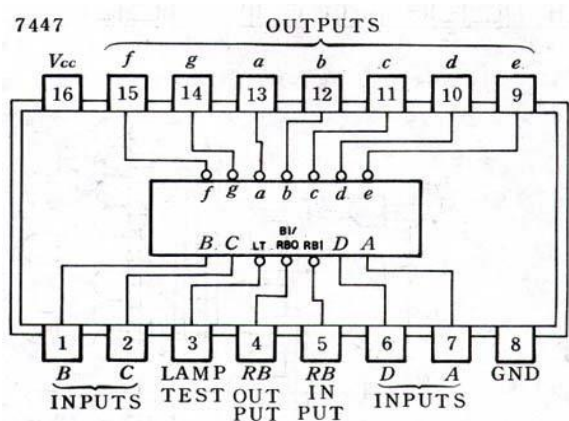 7447 OUTPUTS
Vcc f g a b c d e
16 15 14 13 12 11 10 9
f g a b c d e
BI/
B C LT RBO RBI D A
1 2 3 4 5 6 7 8
B C LAMP RB RB D A GND
INPUTS TEST OUT IN INPUTS
PUT PUT